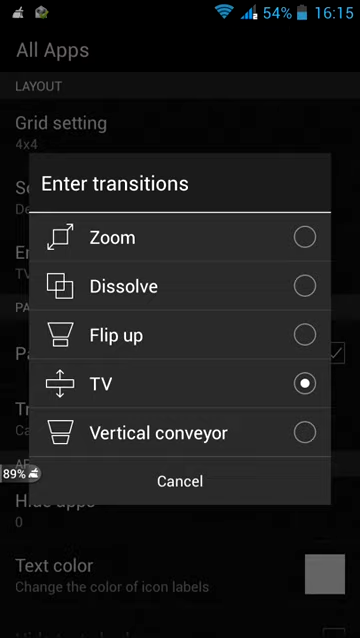 54% 16:15
All Apps
LAYOUT
Grid setting
4x4
Enter transitions
Zoom
Dissolve
Flip up
TV
Vertical conveyor
89%
Cancel
Hide apps
0
Text color
Change the color of icon labels